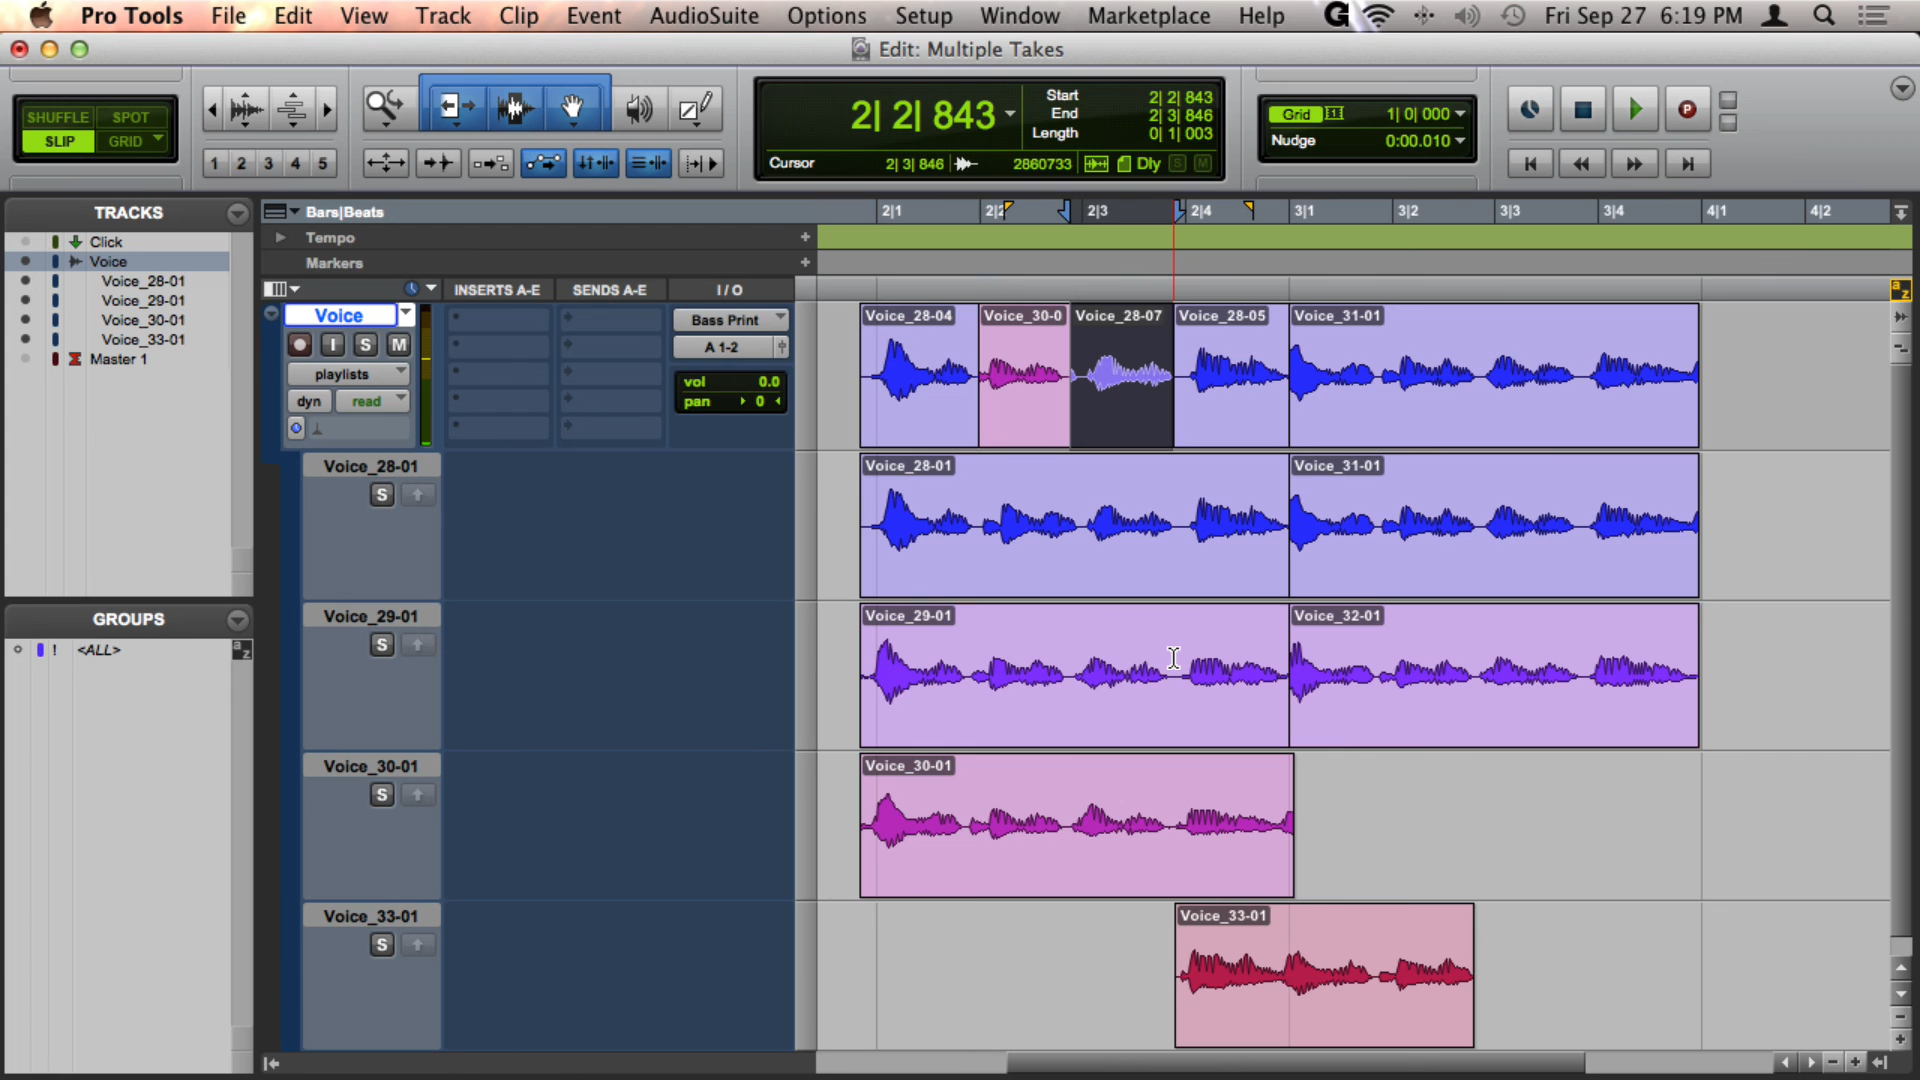 Pro Tools File Edit View Track Clip Event AudioSuite Options Setup Window Marketplace Help Fri Sep 27 6:19 PM
Edit: Multiple Takes
SHUFFLE SPOT
SLIP GRID
1 2 3 4 5
2| 2| 843
Start 2| 2| 843
End 2| 3| 846
Length 0| 1| 003
Cursor 2| 3| 846 2860733 Dly S M
Grid 1| 0| 000
Nudge 0:00.010
P
TRACKS
Click
Voice
Voice_28-01
Voice_29-01
Voice_30-01
Voice_33-01
Master 1
GROUPS
! <ALL>
a z
Bars|Beats 2|1 2|2 2|3 2|4 3|1 3|2 3|3 3|4 4|1 4|2
Tempo
Markers
INSERTS A-E SENDS A-E I / O
a z
Voice
I S M
playlists
dyn read
Bass Print
A 1-2
vol 0.0
pan 0
Voice_28-04 Voice_30-0 Voice_28-07 Voice_28-05 Voice_31-01
Voice_28-01
S
Voice_28-01 Voice_31-01
Voice_29-01
S
Voice_29-01 Voice_32-01
Voice_30-01
S
Voice_30-01
Voice_33-01
S
Voice_33-01